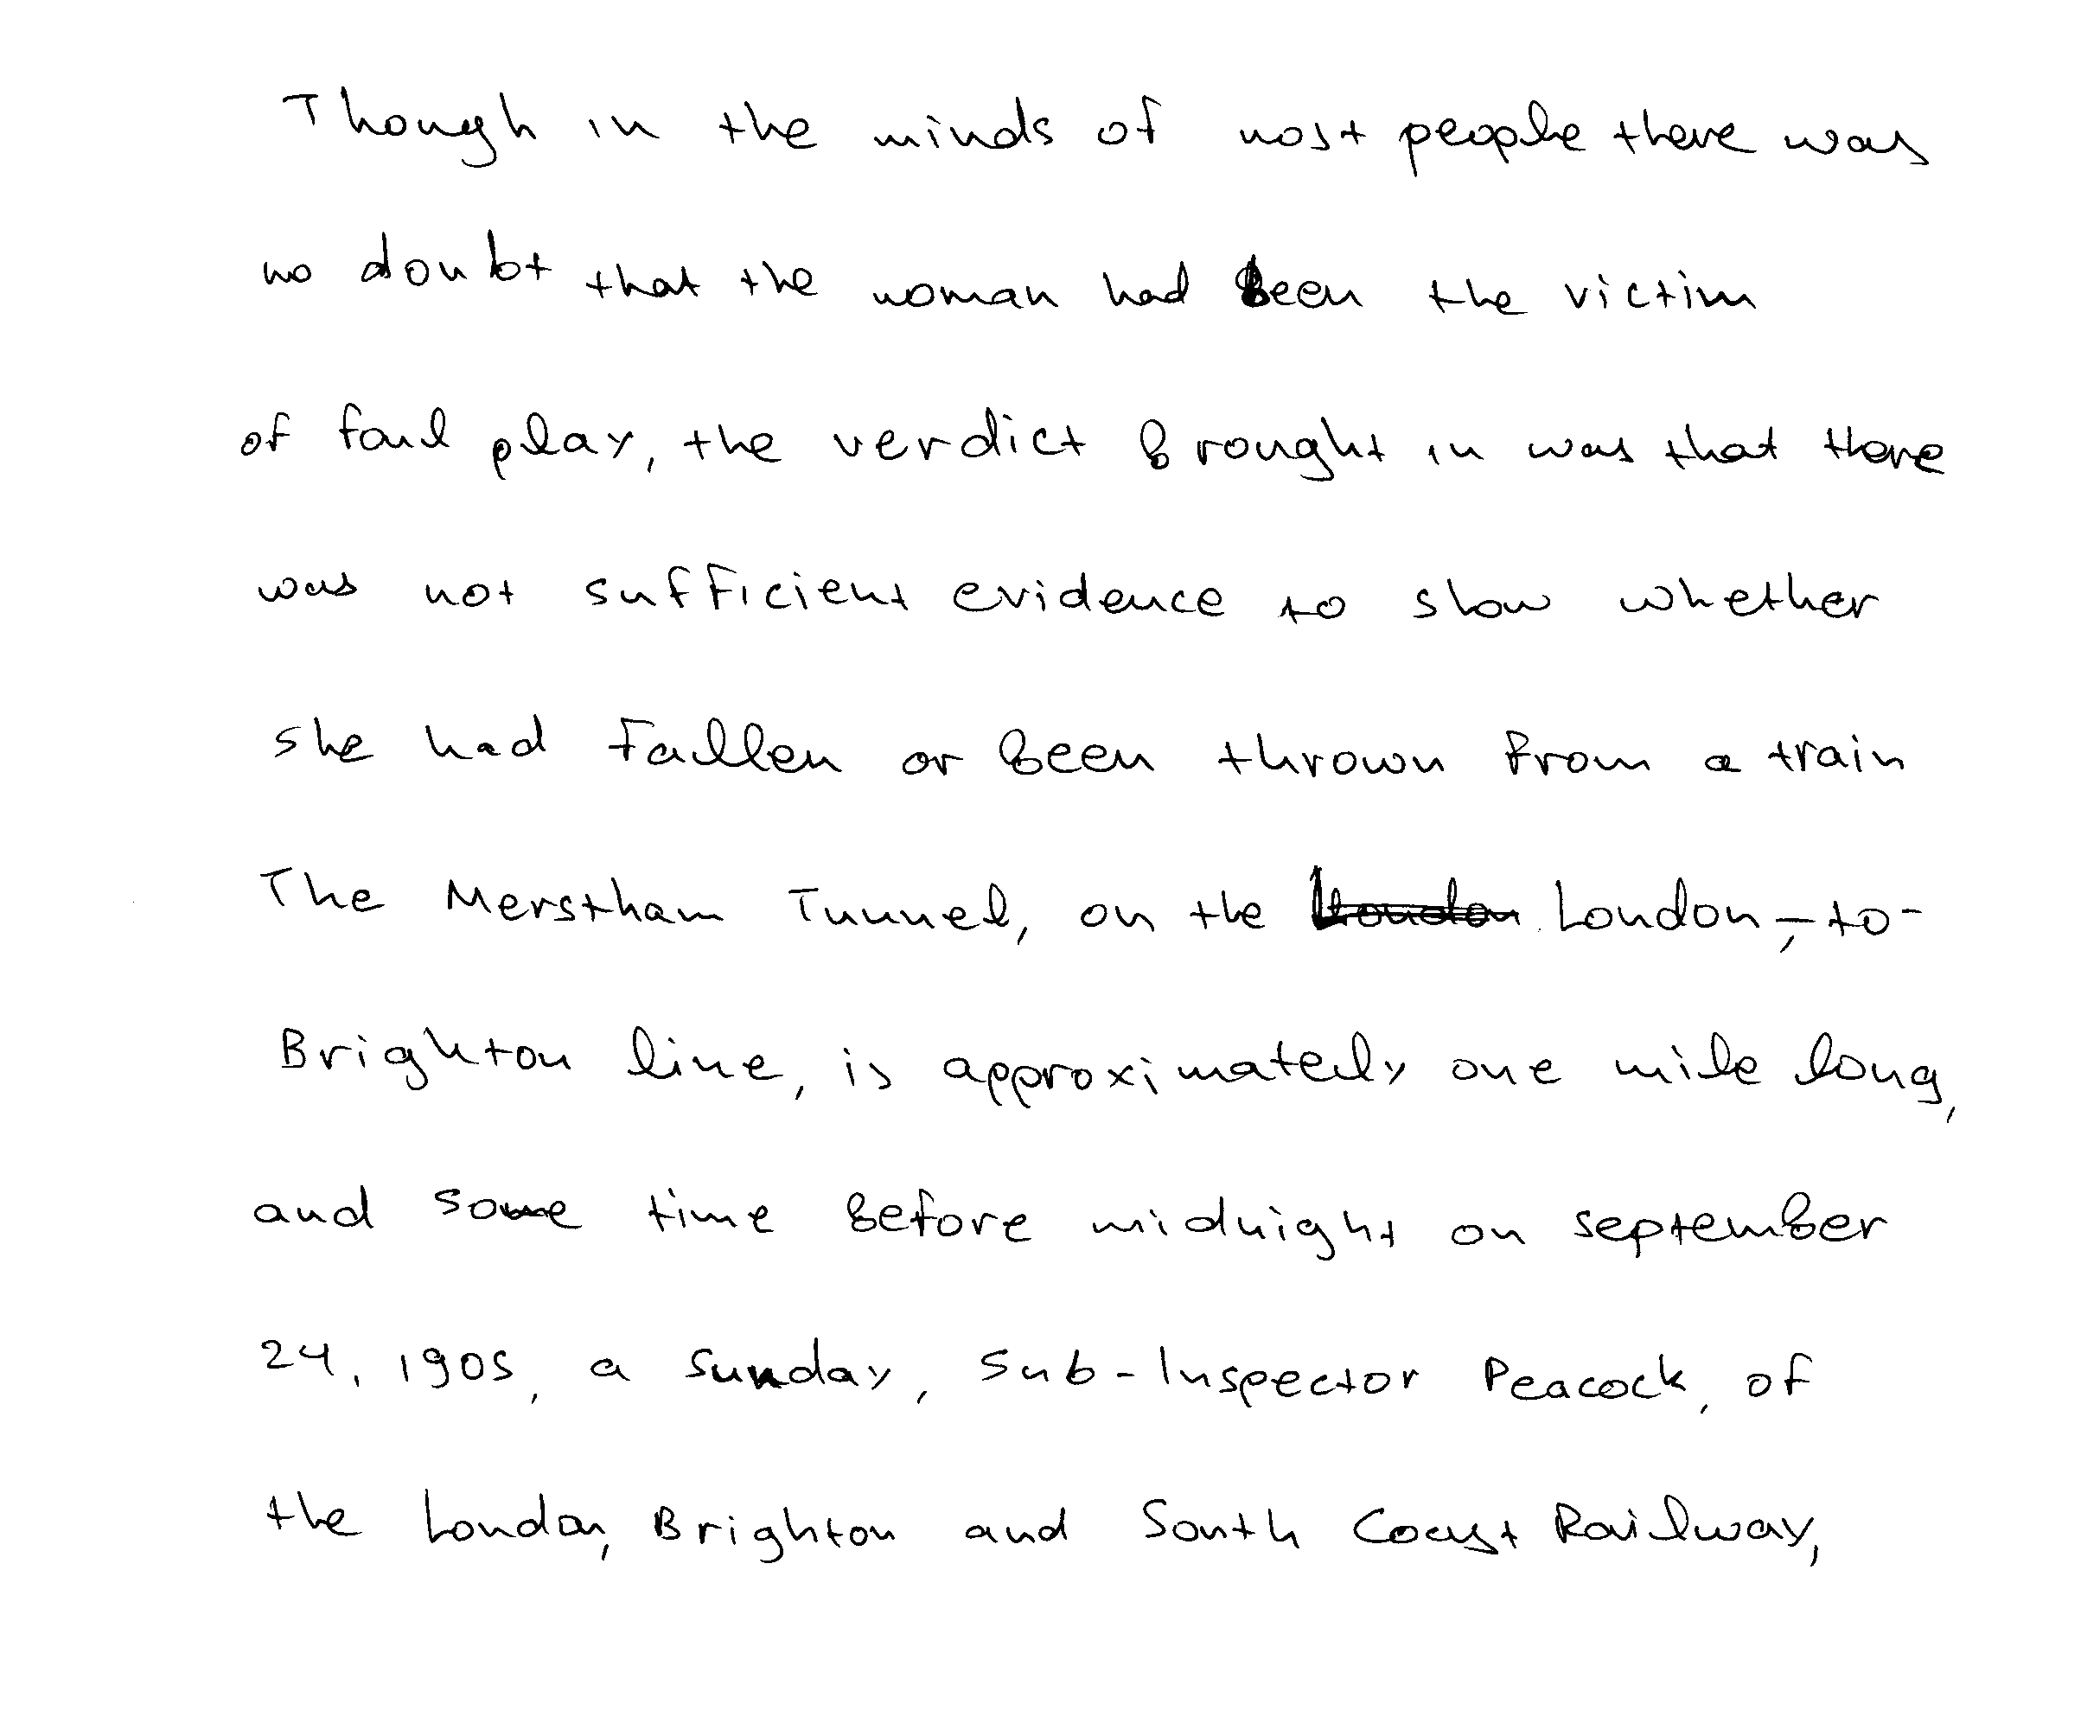 Though in the minds of most people there was
no doubt that the woman had been the victim
of foul play, the verdict brought in was that there
was not sufficient evidence to show whether
she had fallen or been thrown from a train
The Merstham Tunnel, on the London London,-to-
Brighton line, is approximately one mile long,
and some time before midnight on september
24, 1905, a sunday, Sub-Inspector Peacock, of
the London, Brighton and South Coast Railway,